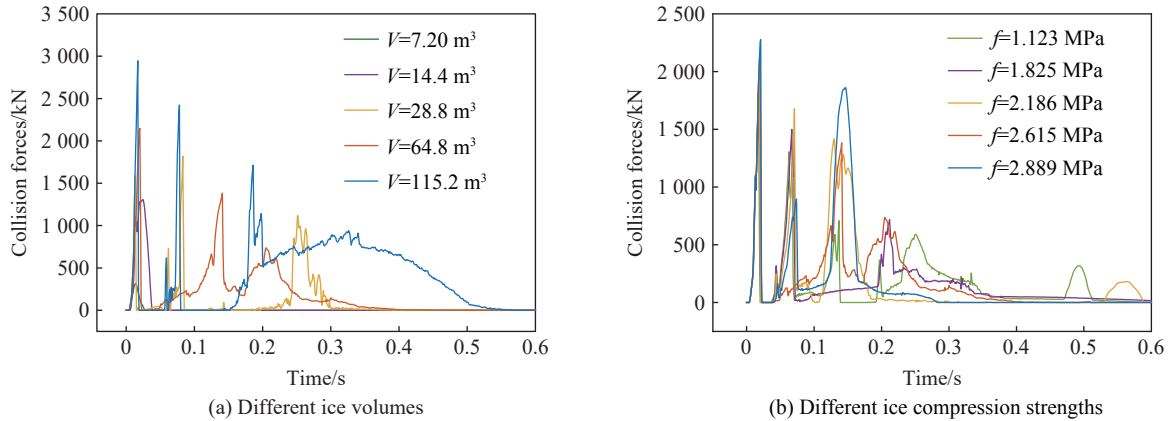 3 500
3 000
2 500
2 000
1 500
1 000
500
0
Collision forces/kN
V=7.20 m³
V=14.4 m³
V=28.8 m³
V=64.8 m³
V=115.2 m³
0 0.1 0.2 0.3 0.4 0.5 0.6
Time/s
(a) Different ice volumes
2 500
2 000
1 500
1 000
500
0
Collision forces/kN
f=1.123 MPa
f=1.825 MPa
f=2.186 MPa
f=2.615 MPa
f=2.889 MPa
0 0.1 0.2 0.3 0.4 0.5 0.6
Time/s
(b) Different ice compression strengths